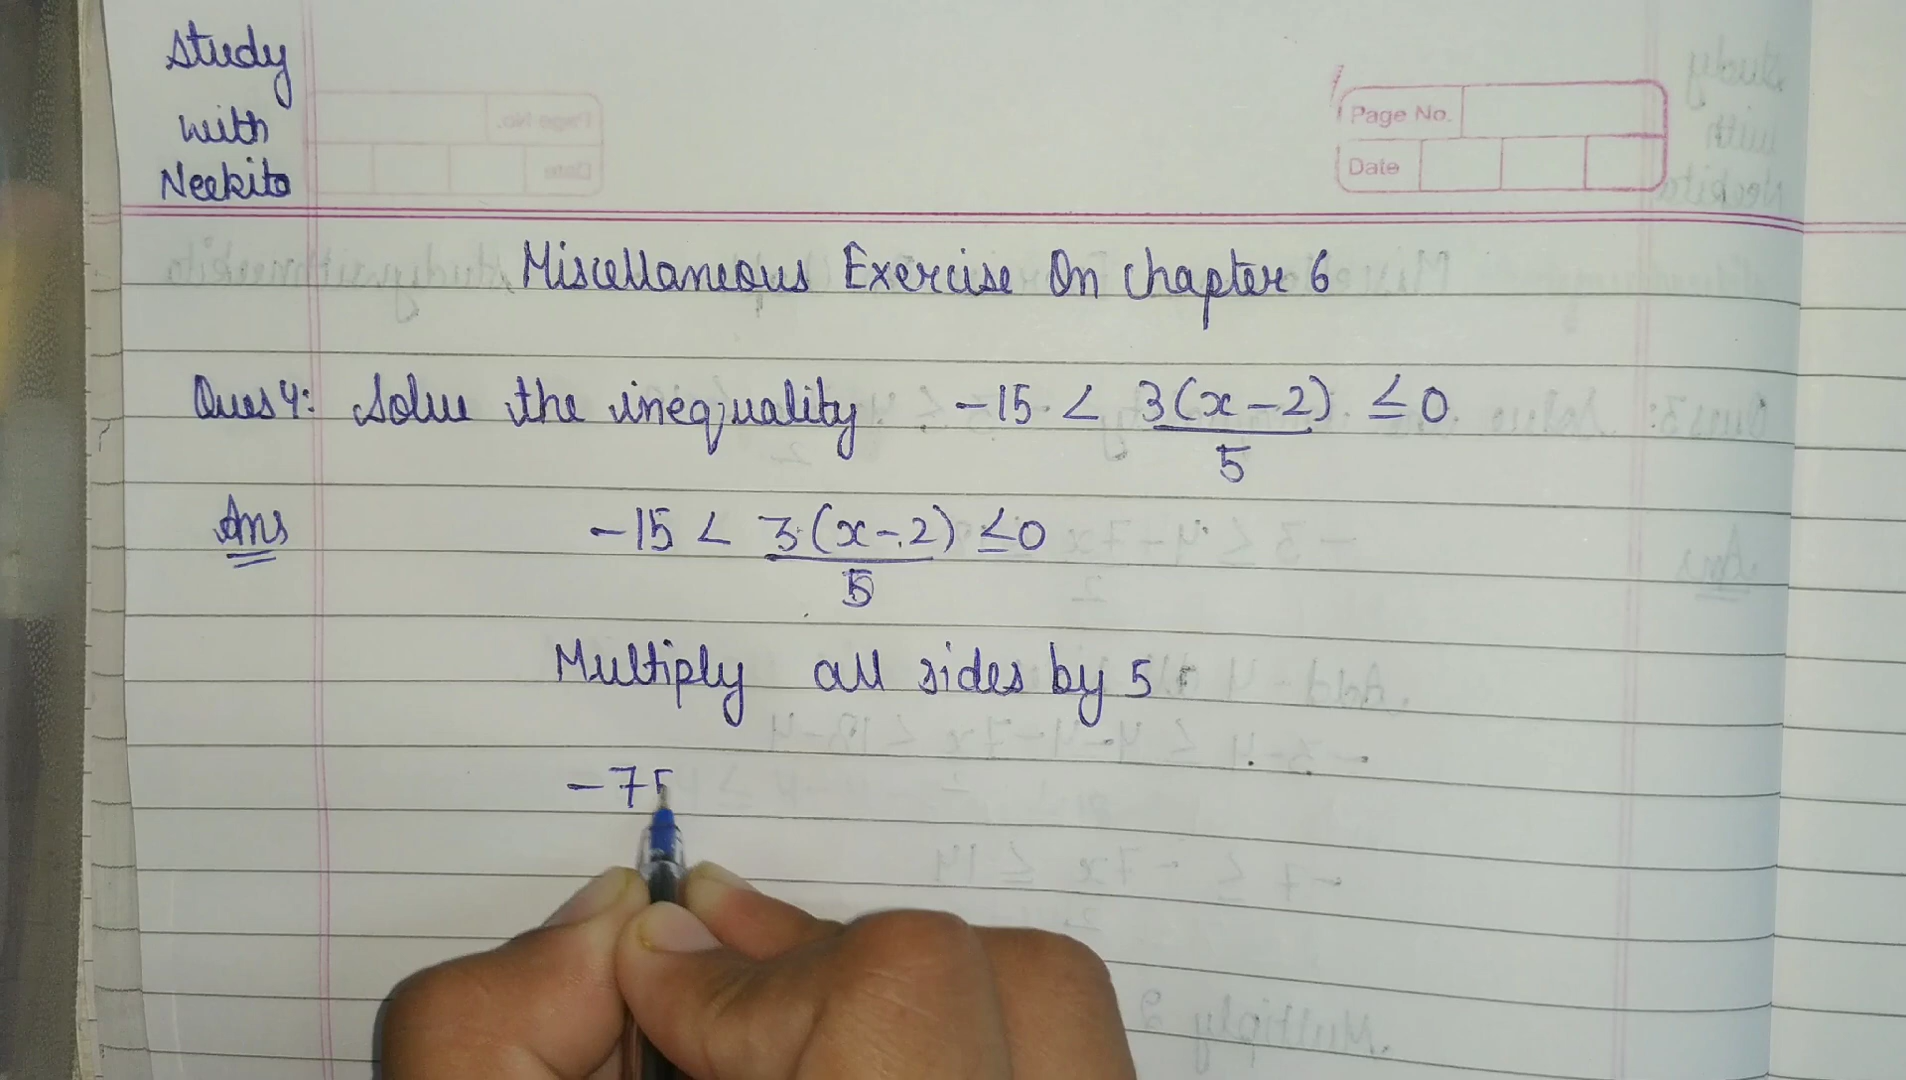 Study
with
Neekita
Page No.
Date
Miscellaneous Exercise On Chapter 6
Ques 4: Solve the inequality -15 < 3(x-2)/5 ≤ 0
Ans
-15 < 3(x-2)/5 ≤ 0
Multiply all sides by 5
-75